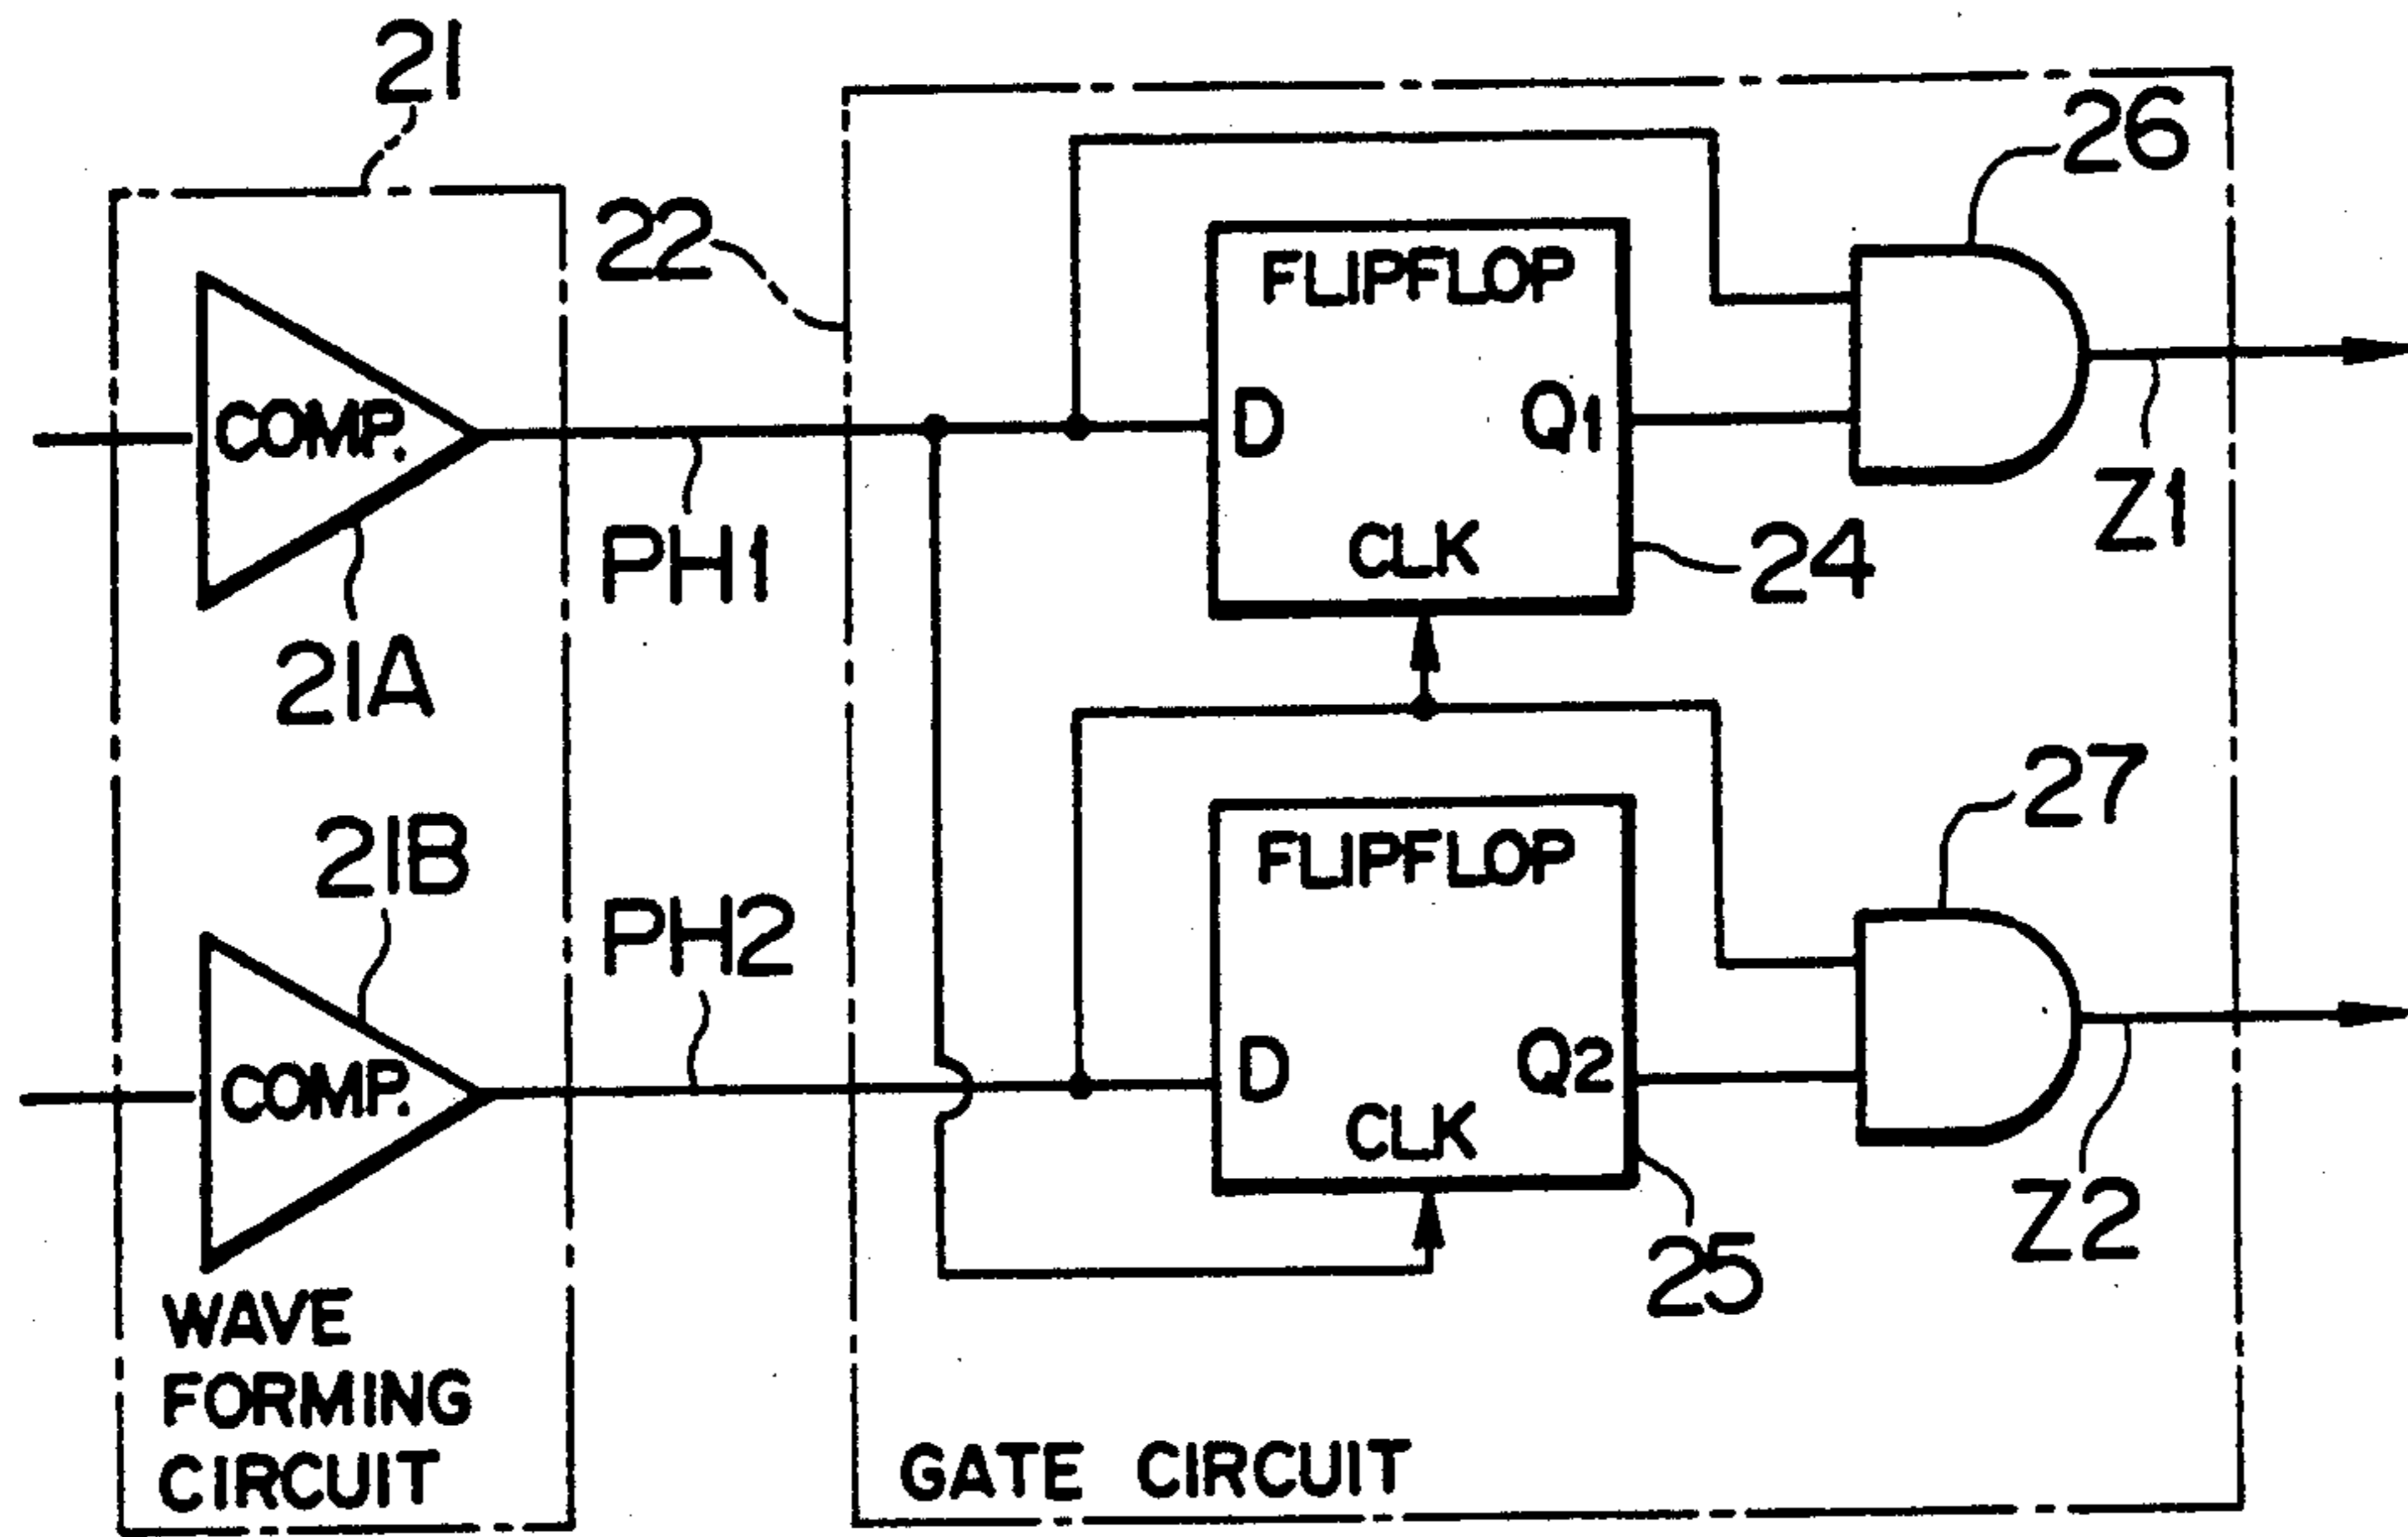 21
26
22
FLIPFLOP
COMP.
D
Q1
Z1
PH1
CLK
24
21A
27
21B
FLIPFLOP
PH2
COMP.
D
Q2
CLK
Z2
25
WAVE
FORMING
CIRCUIT
GATE CIRCUIT